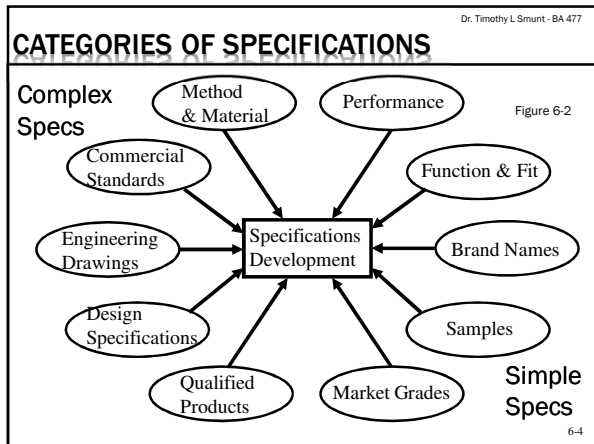 Dr. Timothy L Smunt - BA 477
CATEGORIES OF SPECIFICATIONS
Complex
Specs
Method
& Material
Performance
Figure 6-2
Commercial
Standards
Function & Fit
Engineering
Drawings
Specifications
Development
Brand Names
Design
Specifications
Samples
Qualified
Products
Market Grades
Simple
Specs
6-4